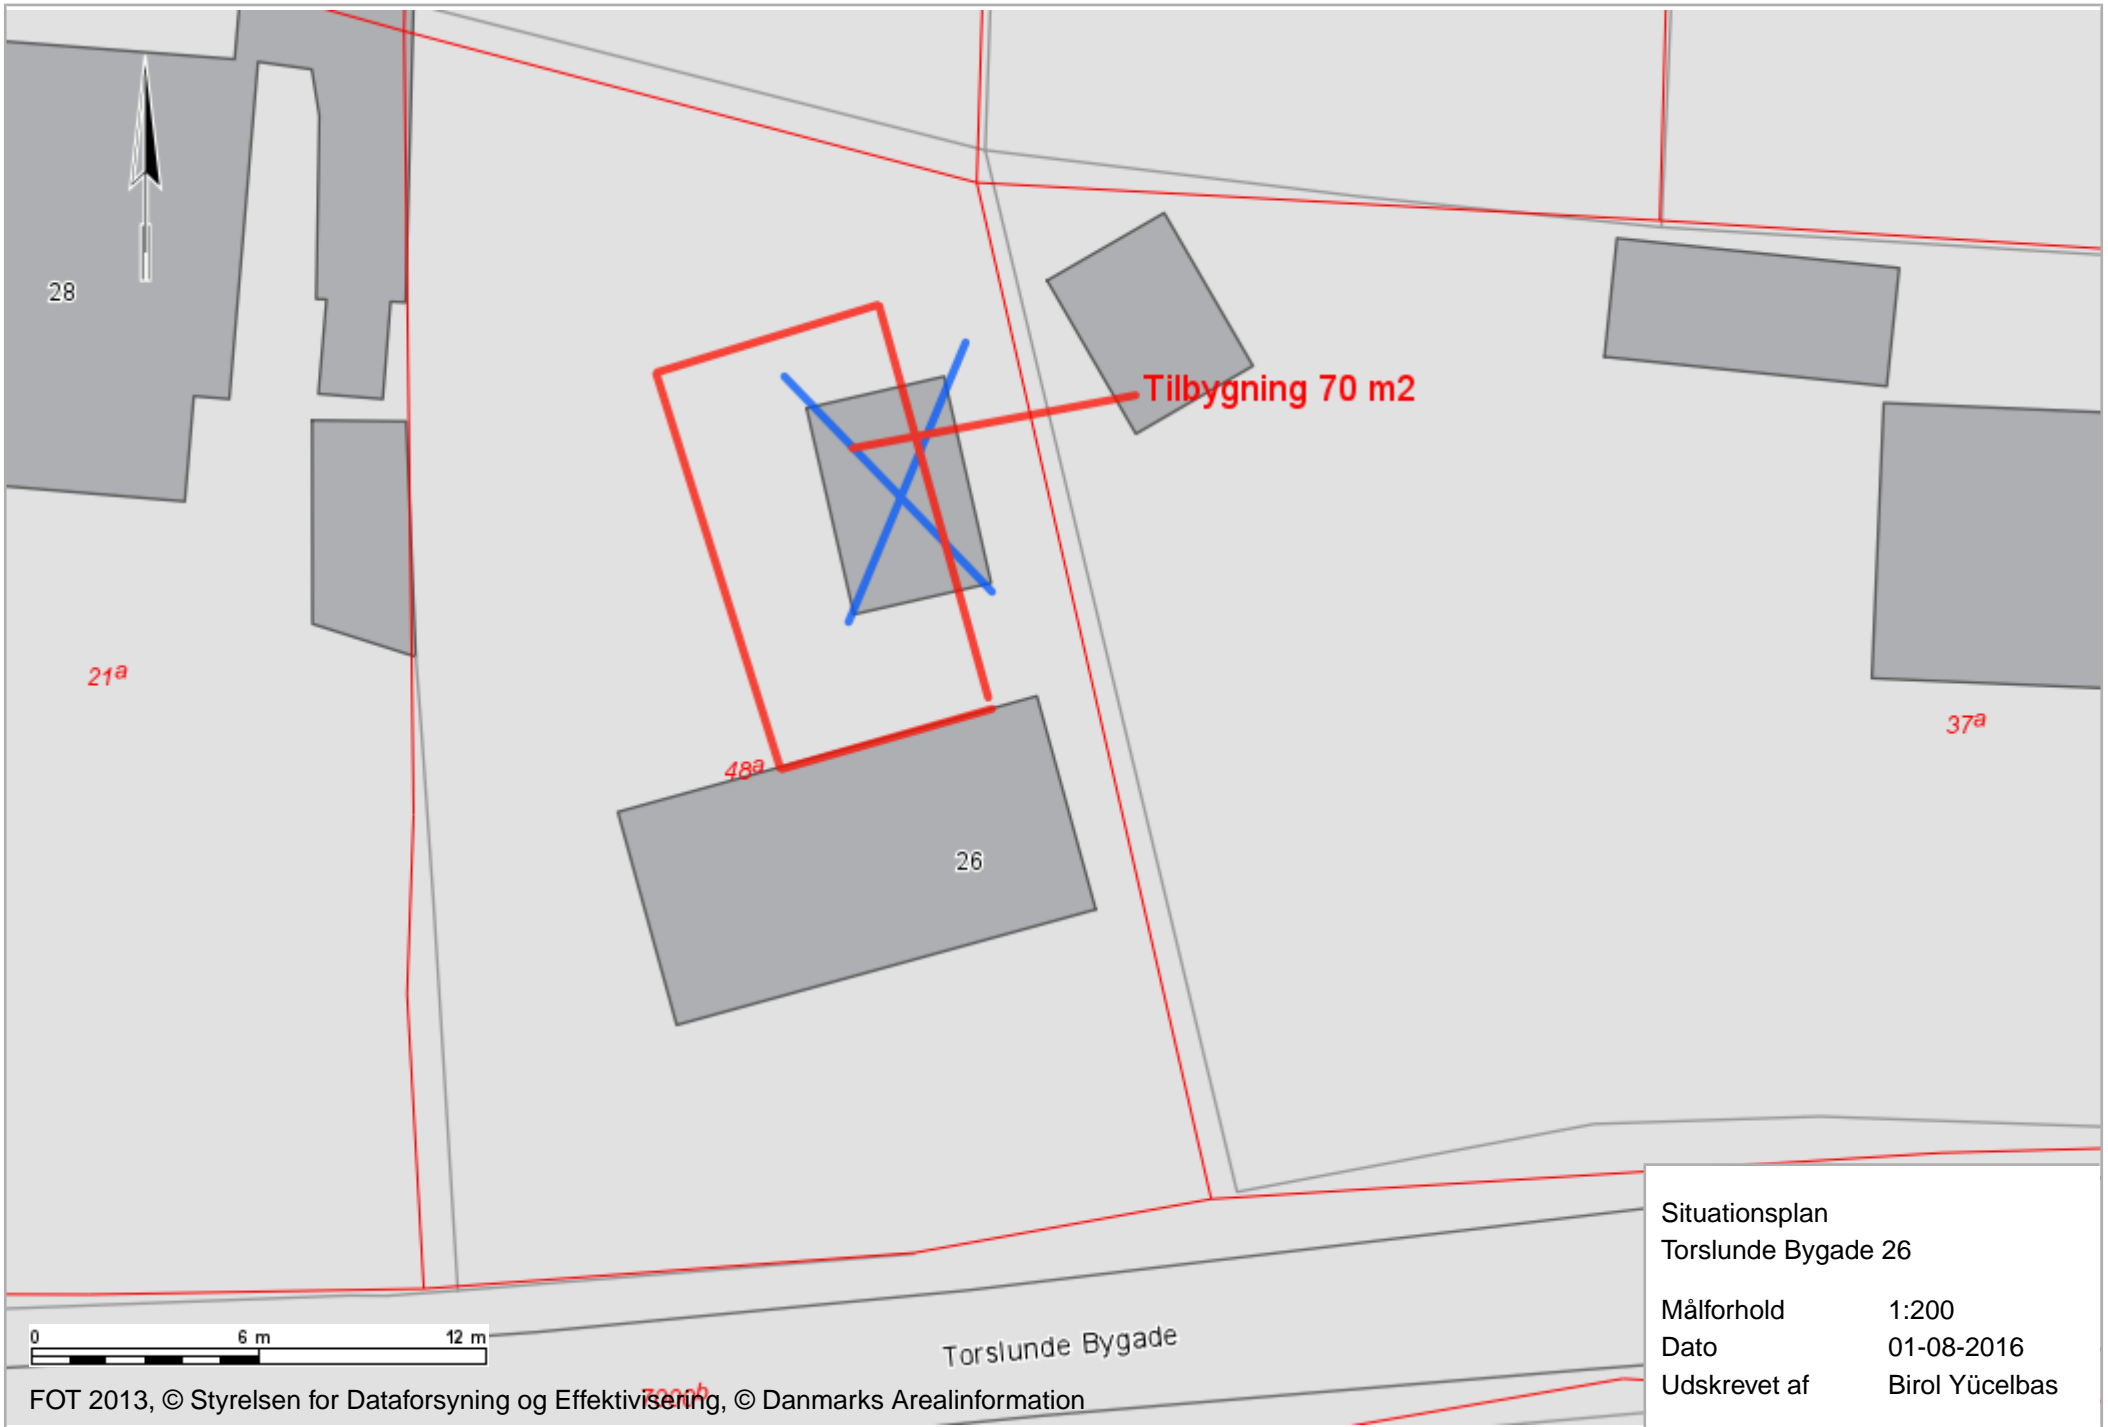 28
Tilbygning 70 m2
21a
37a
48a
26
Situationsplan
Torslunde Bygade 26
Målforhold 1:200
Dato 01-08-2016
Udskrevet af Birol Yücelbas
0 6 m 12 m
Torslunde Bygade
7000b
FOT 2013, © Styrelsen for Dataforsyning og Effektivisering, © Danmarks Arealinformation